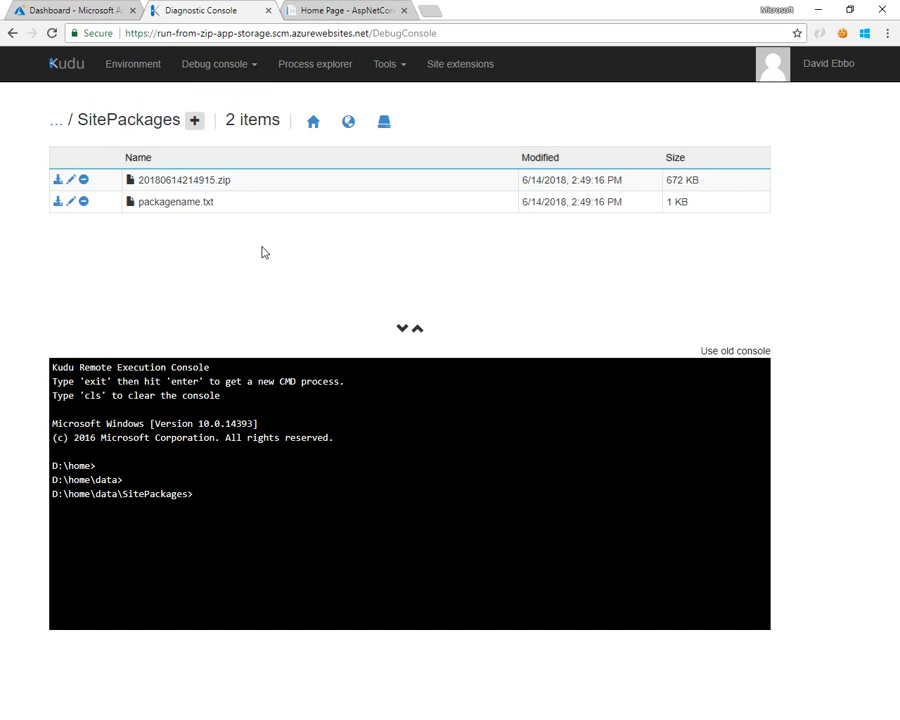 Dashboard - Microsoft A
Diagnostic Console
Home Page - AspNetCor
Microsoft
Secure
https://run-from-zip-app-storage.scm.azurewebsites.net/DebugConsole
Kudu
Environment
Debug console
Process explorer
Tools
Site extensions
David Ebbo
... / SitePackages + | 2 items |
Name
Modified
Size
20180614214915.zip
6/14/2018, 2:49:16 PM
672 KB
packagename.txt
6/14/2018, 2:49:16 PM
1 KB
Use old console
Kudu Remote Execution Console
Type 'exit' then hit 'enter' to get a new CMD process.
Type 'cls' to clear the console
Microsoft Windows [Version 10.0.14393]
(c) 2016 Microsoft Corporation. All rights reserved.
D:\home>
D:\home\data>
D:\home\data\SitePackages>